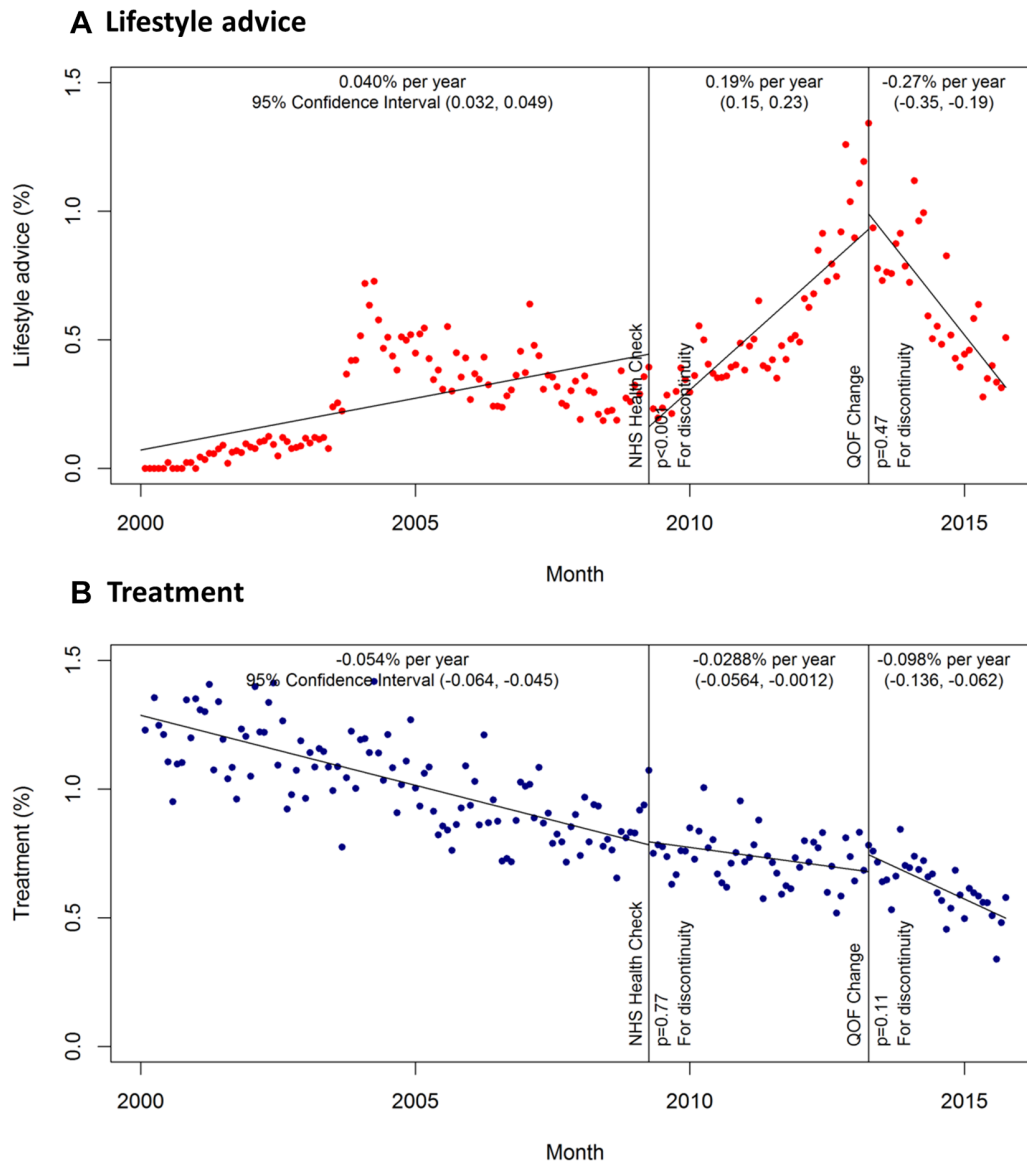 A Lifestyle advice
0.040% per year
95% Confidence Interval (0.032, 0.049)
0.19% per year
(0.15, 0.23)
-0.27% per year
(-0.35, -0.19)
Lifestyle advice (%)
1.5
1.0
0.5
0.0
NHS Health Check
p<0.001
For discontinuity
QOF Change
p=0.47
For discontinuity
2000
2005
2010
2015
Month
B Treatment
-0.054% per year
95% Confidence Interval (-0.064, -0.045)
-0.0288% per year
(-0.0564, -0.0012)
-0.098% per year
(-0.136, -0.062)
Treatment (%)
1.5
1.0
0.5
0.0
NHS Health Check
p=0.77
For discontinuity
QOF Change
p=0.11
For discontinuity
2000
2005
2010
2015
Month